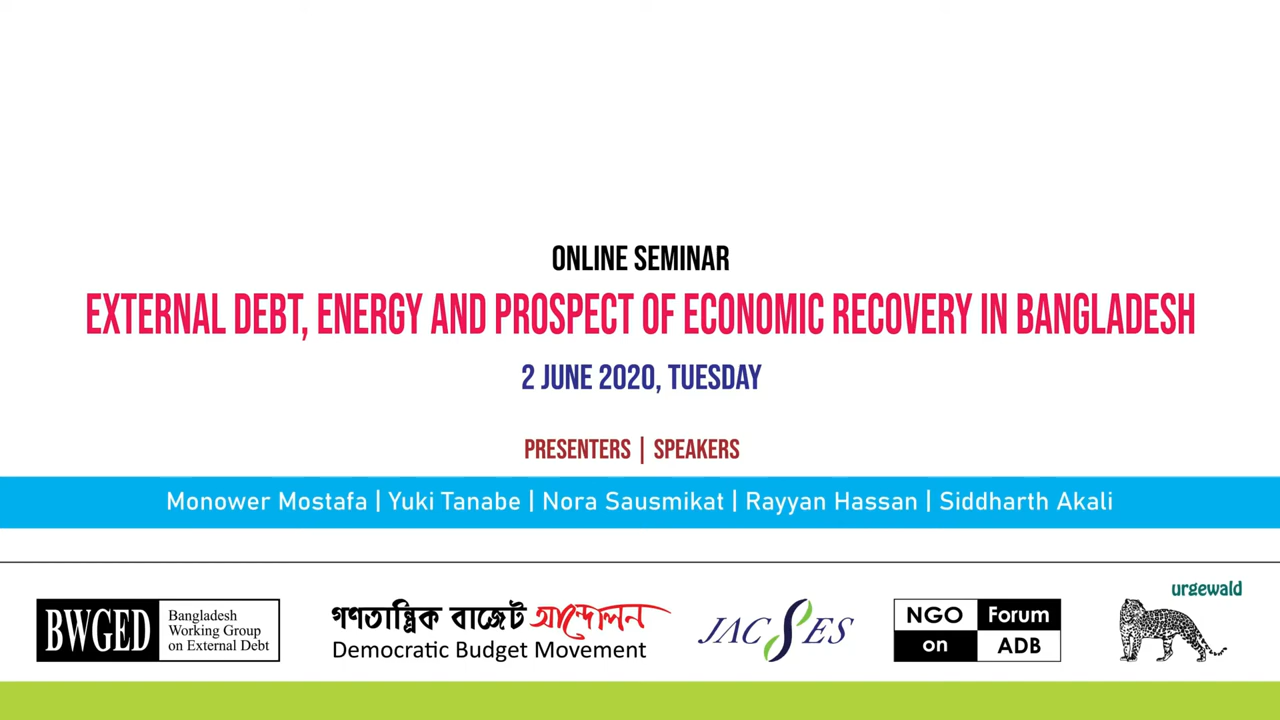 ONLINE SEMINAR
EXTERNAL DEBT, ENERGY AND PROSPECT OF ECONOMIC RECOVERY IN BANGLADESH
2 JUNE 2020, TUESDAY
PRESENTERS | SPEAKERS
Monower Mostafa | Yuki Tanabe | Nora Sausmikat | Rayyan Hassan | Siddharth Akali
BWGED
Bangladesh
Working Group
on External Debt
গণতান্ত্রিক বাজেট আন্দোলন
Democratic Budget Movement
JACSES
NGO Forum
on ADB
urgewald